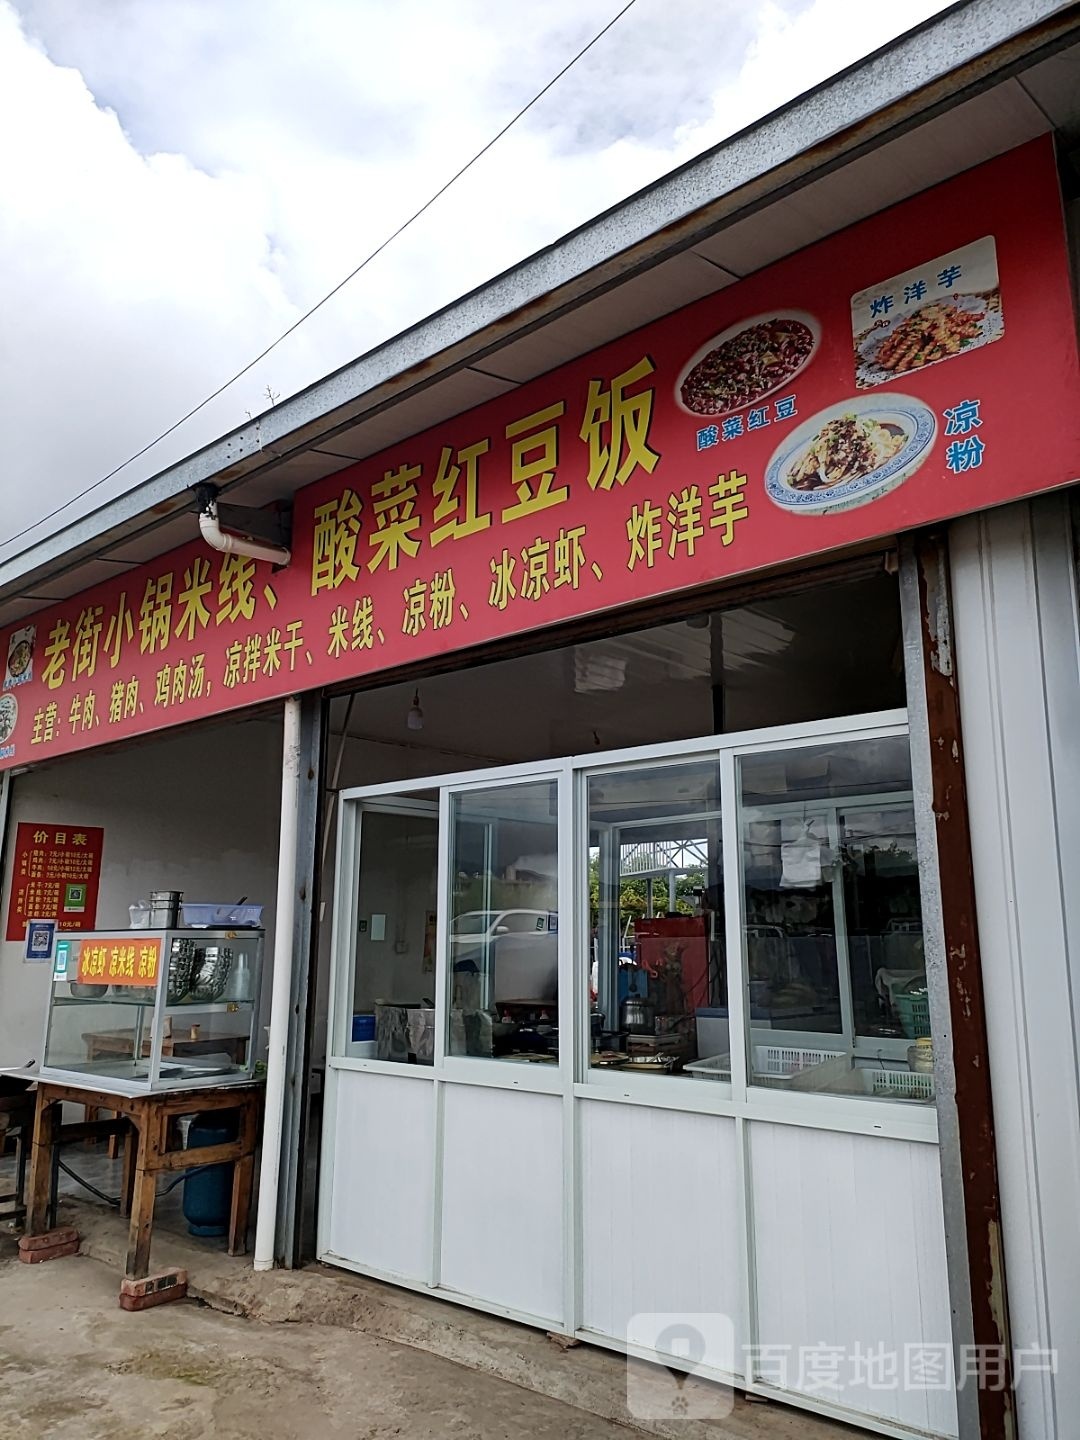 老街小锅米线、酸菜红豆饭
主营：牛肉、猪肉、鸡肉汤，凉拌米干、米线、凉粉、冰凉虾、炸洋芋
酸菜红豆
炸洋芋
凉粉
价目表
冰凉虾 凉米线 凉粉
百度地图用户